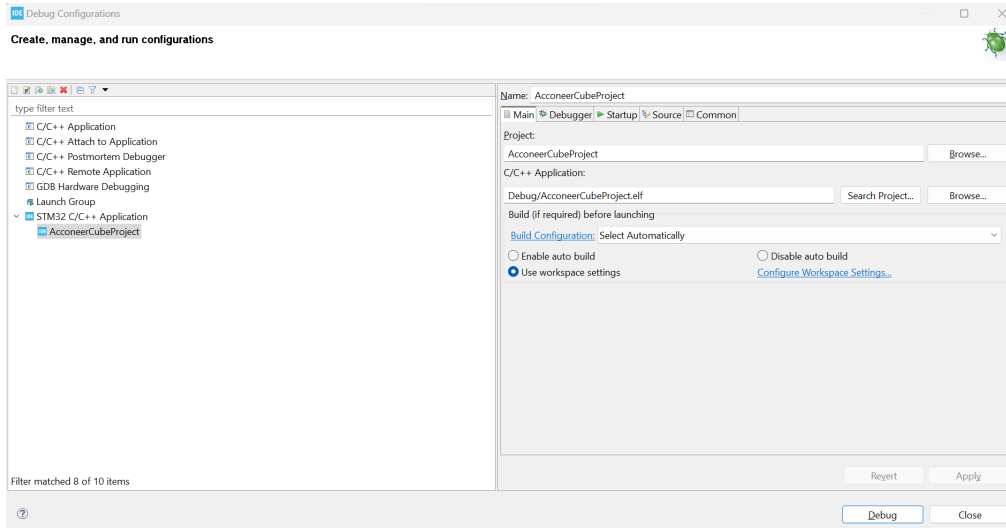 IDE Debug Configurations
Create, manage, and run configurations
type filter text
C/C++ Application
C/C++ Attach to Application
C/C++ Postmortem Debugger
C/C++ Remote Application
GDB Hardware Debugging
Launch Group
IDE STM32 C/C++ Application
IDE AcconeerCubeProject
Filter matched 8 of 10 items
Name: AcconeerCubeProject
Main Debugger Startup Source Common
Project:
AcconeerCubeProject Browse...
C/C++ Application:
Debug/AcconeerCubeProject.elf Search Project... Browse...
Build (if required) before launching
Build Configuration: Select Automatically
Enable auto build Disable auto build
Use workspace settings Configure Workspace Settings...
Revert Apply
Debug Close